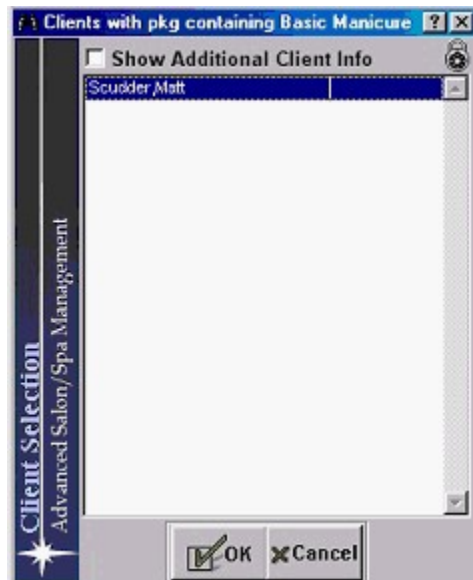 Clients with pkg containing Basic Manicure
Show Additional Client Info
Scudder,Matt
Client Selection
Advanced Salon/Spa Management
OK
Cancel